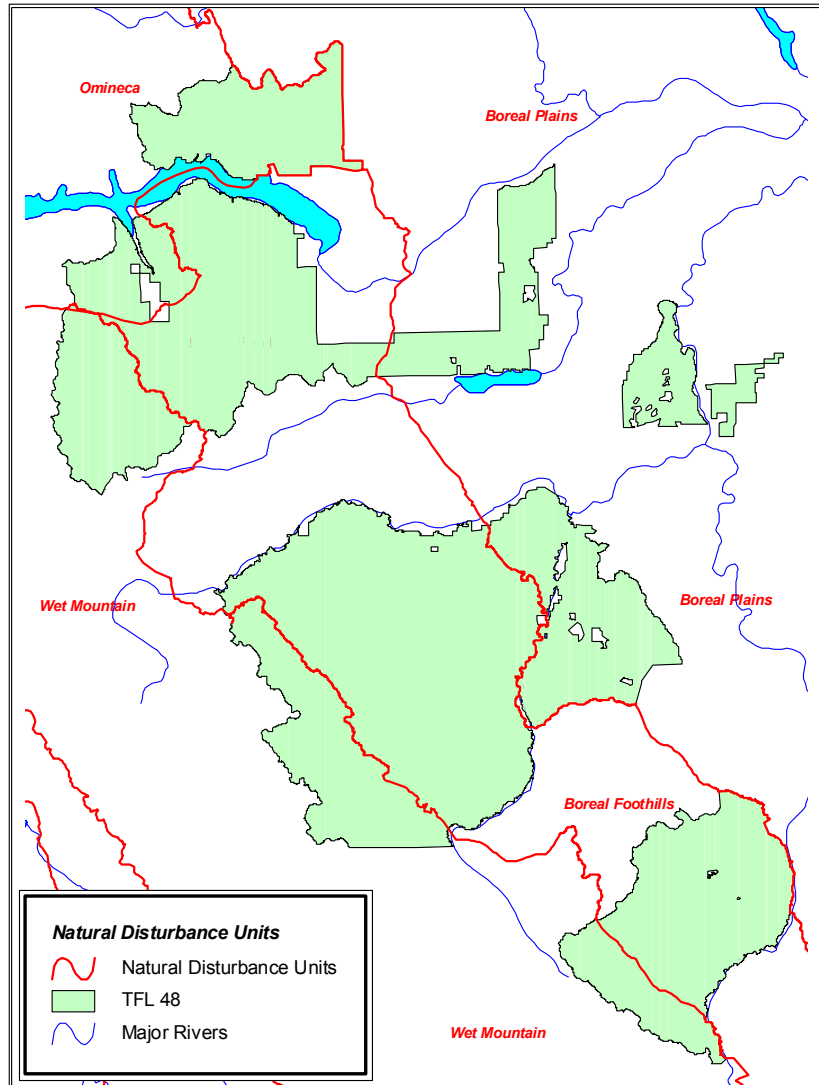 Omineca
Boreal Plains
Wet Mountain
Boreal Plains
Boreal Foothills
Wet Mountain
Natural Disturbance Units
Natural Disturbance Units
TFL 48
Major Rivers